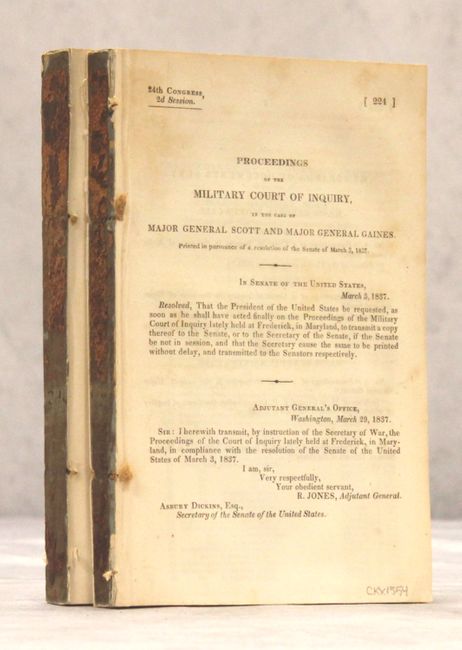 24th Congress,
2d Session.
[ 224 ]
PROCEEDINGS
OF THE
MILITARY COURT OF INQUIRY,
IN THE CASE OF
MAJOR GENERAL SCOTT AND MAJOR GENERAL GAINES.
Printed in pursuance of a resolution of the Senate of March 3, 1837.
In Senate of the United States,
March 3, 1837.
Resolved, That the President of the United States be requested, as
soon as he shall have acted finally on the Proceedings of the Military
Court of Inquiry lately held at Frederick, in Maryland, to transmit a copy
thereof to the Senate, or to the Secretary of the Senate, if the Senate
be not in session, and that the Secretary cause the same to be printed
without delay, and transmitted to the Senators respectively.
Adjutant General's Office,
Washington, March 29, 1837.
Sir: I herewith transmit, by instruction of the Secretary of War, the
Proceedings of the Court of Inquiry lately held at Frederick, in Mary-
land, in compliance with the resolution of the Senate of the United
States of March 3, 1837.
I am, sir,
Very respectfully,
Your obedient servant,
R. JONES, Adjutant General.
Asbury Dickins, Esq.,
Secretary of the Senate of the United States.